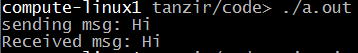 compute-linux1 tanzir/code> ./a.out
sending msg: Hi
Received msg: Hi